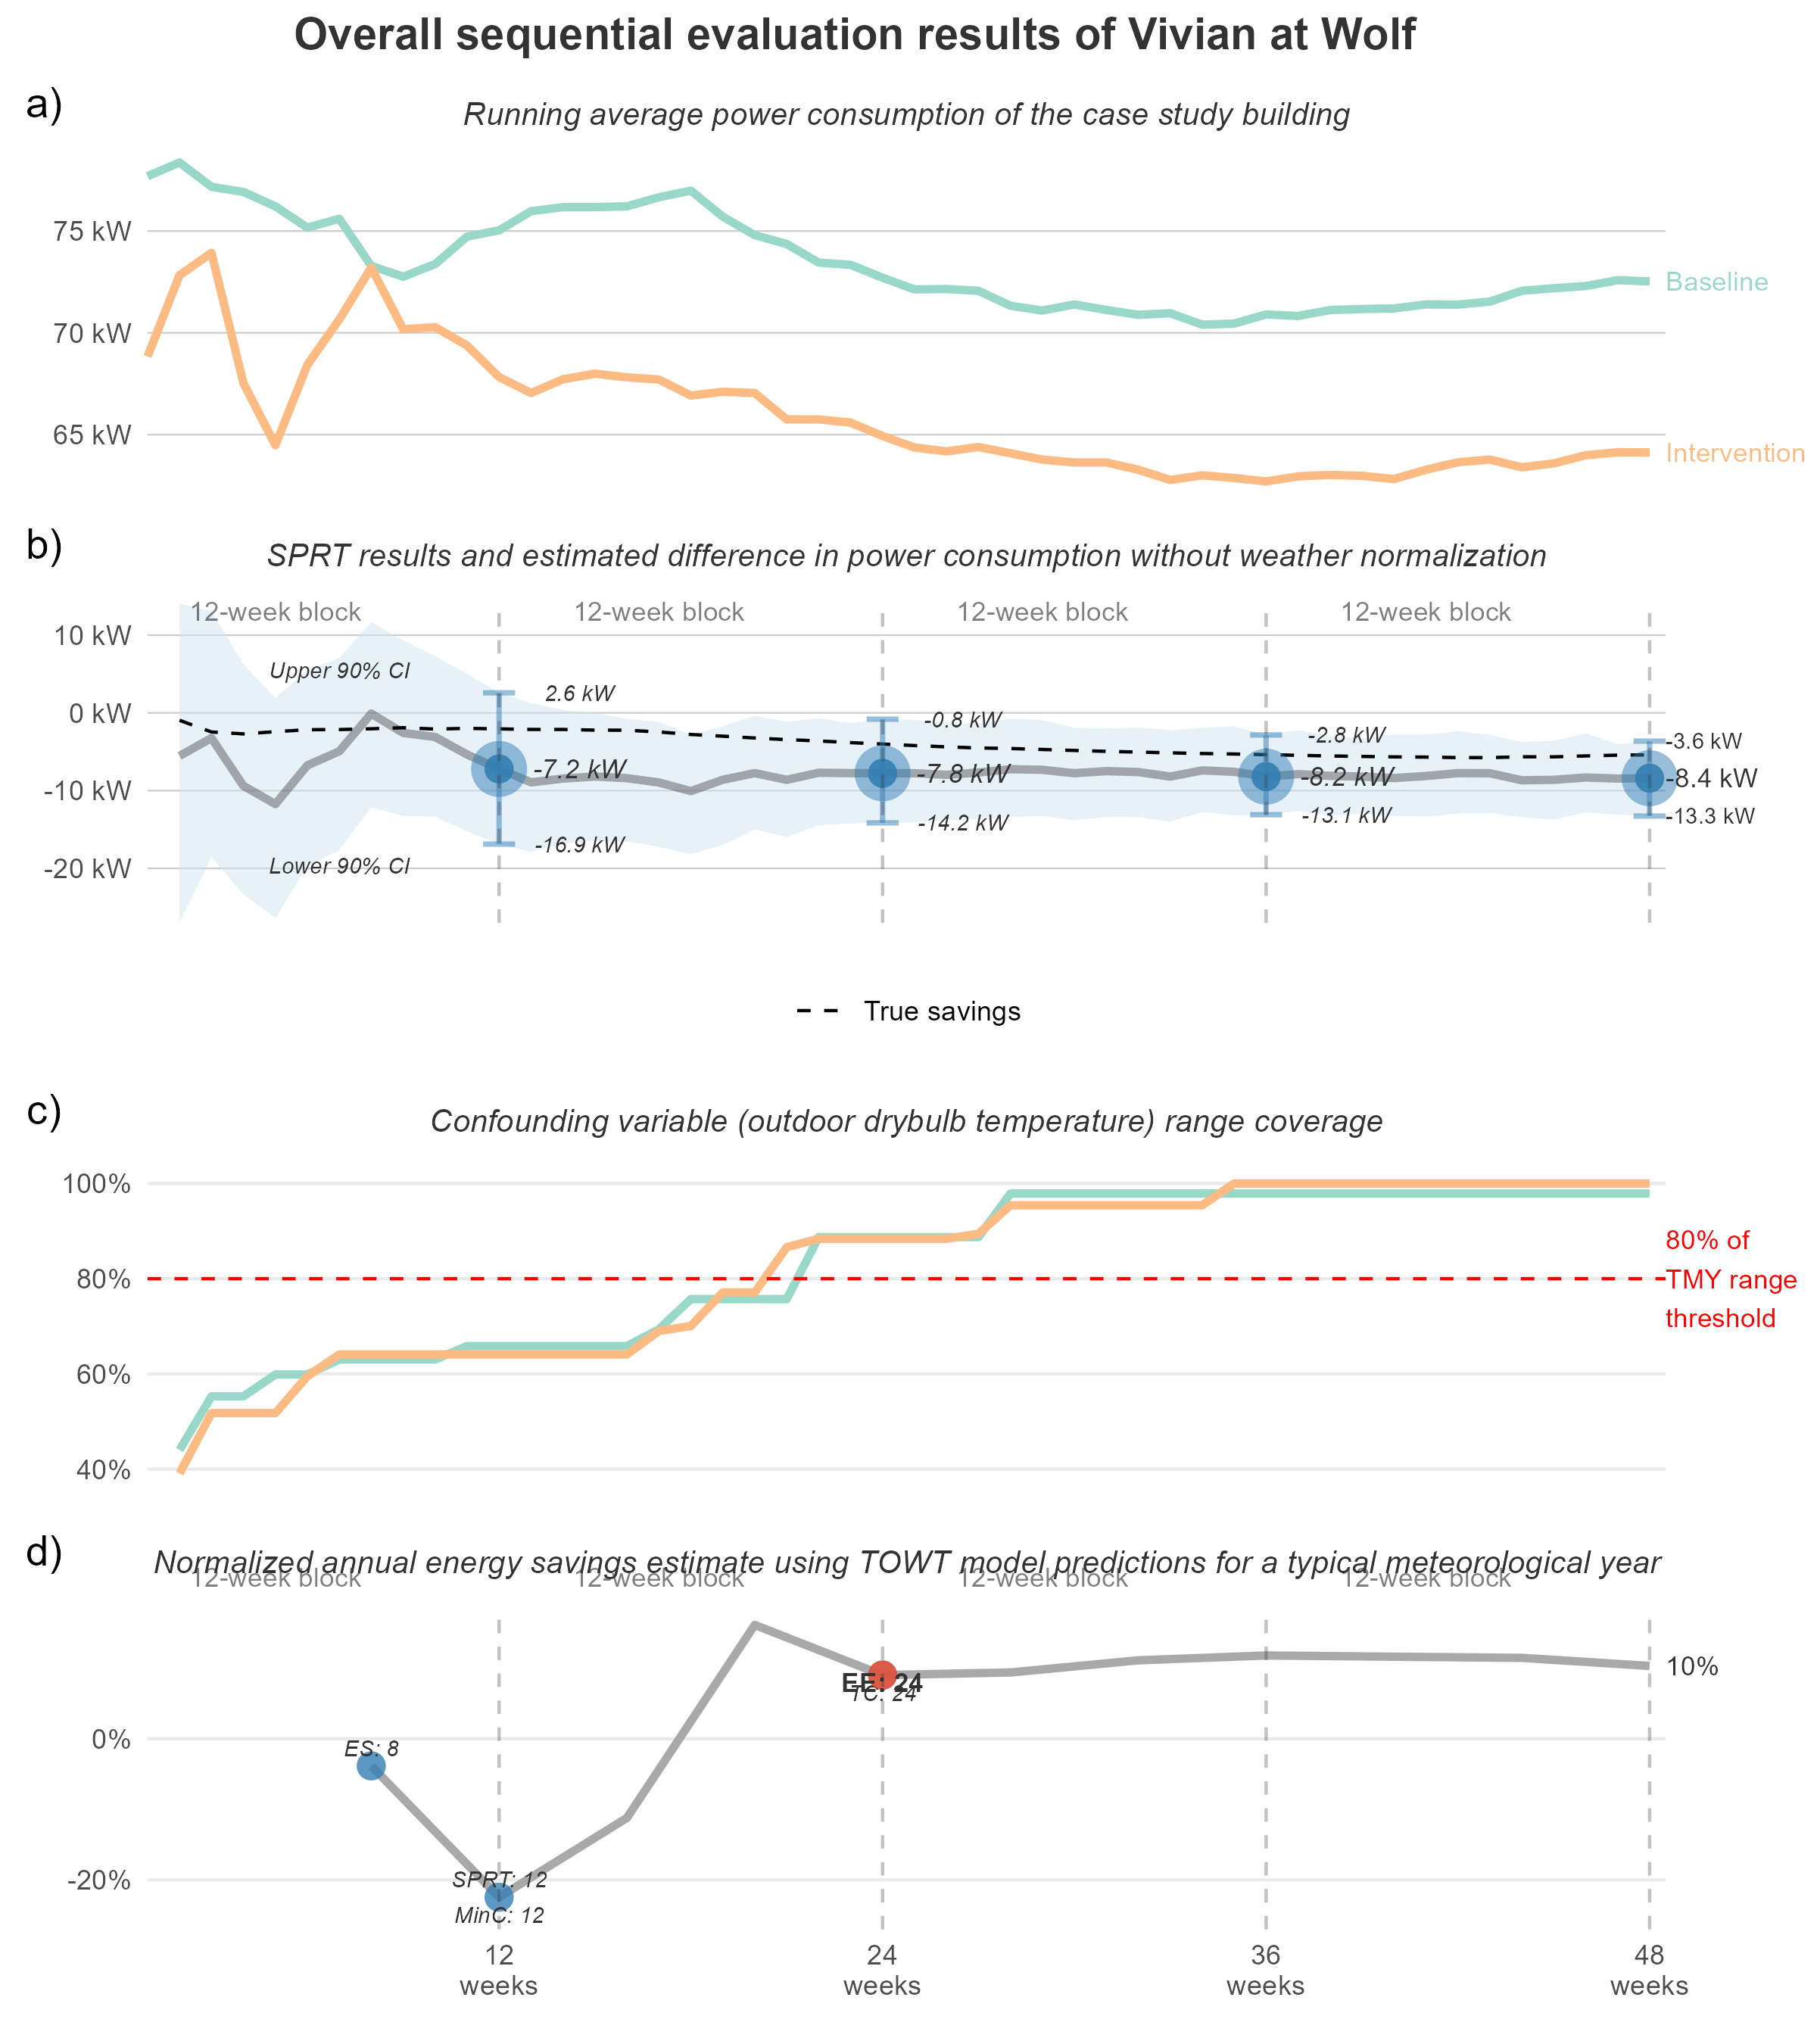 Overall sequential evaluation results of Vivian at Wolf
a)
Running average power consumption of the case study building
75 kW
70 kW
65 kW
Baseline
Intervention
b)
SPRT results and estimated difference in power consumption without weather normalization
12-week block
12-week block
12-week block
12-week block
10 kW
0 kW
-10 kW
-20 kW
Upper 90% CI
Lower 90% CI
2.6 kW
-7.2 kW
-16.9 kW
-0.8 kW
-7.8 kW
-14.2 kW
-2.8 kW
-8.2 kW
-13.1 kW
-3.6 kW
-8.4 kW
-13.3 kW
True savings
c)
Confounding variable (outdoor drybulb temperature) range coverage
100%
80%
60%
40%
80% of
TMY range
threshold
d)
Normalized annual energy savings estimate using TOWT model predictions for a typical meteorological year
12-week block
12-week block
12-week block
12-week block
0%
-20%
ES: 8
SPRT: 12
MinC: 12
EE: 24
TC: 24
10%
12
weeks
24
weeks
36
weeks
48
weeks